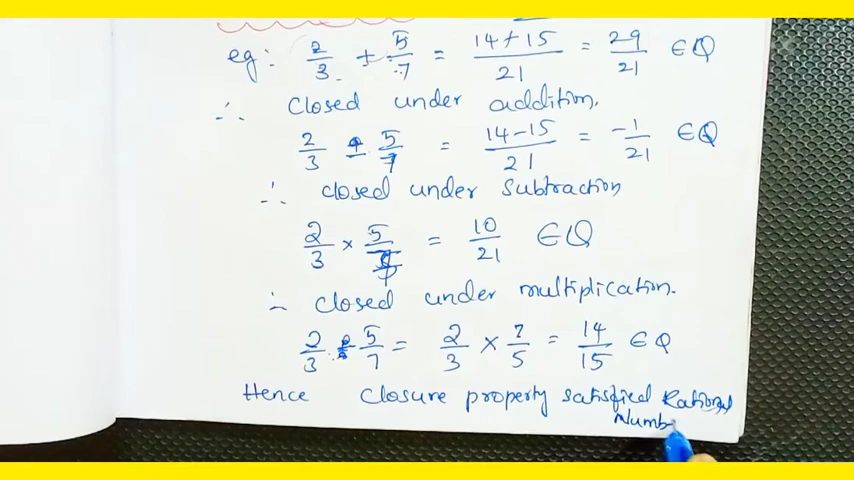 eg: 2/3 + 5/7 = 14+15/21 = 29/21 ∈ Q
∴ Closed under addition.
2/3 - 5/7 = 14-15/21 = -1/21 ∈ Q
∴ closed under subtraction
2/3 × 5/7 = 10/21 ∈ Q
∴ closed under multiplication.
2/3 ÷ 5/7 = 2/3 × 7/5 = 14/15 ∈ Q
Hence Closure property satisfied Rational
Numb